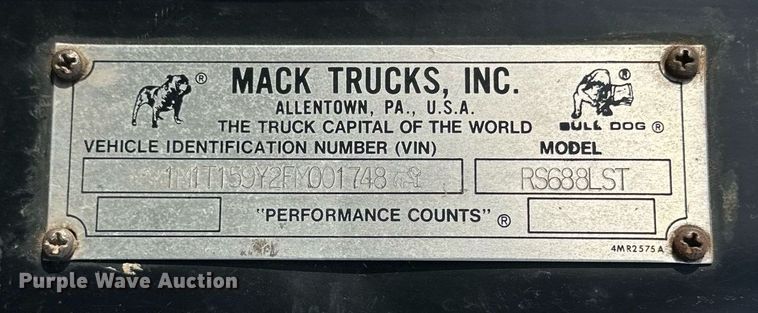 MACK TRUCKS, INC.
ALLENTOWN, PA., U.S.A.
THE TRUCK CAPITAL OF THE WORLD
BULL DOG ®
VEHICLE IDENTIFICATION NUMBER (VIN)
MODEL
1M1T159Y2FM001748
RS688LST
"PERFORMANCE COUNTS" ®
4MR2575A
Purple Wave Auction